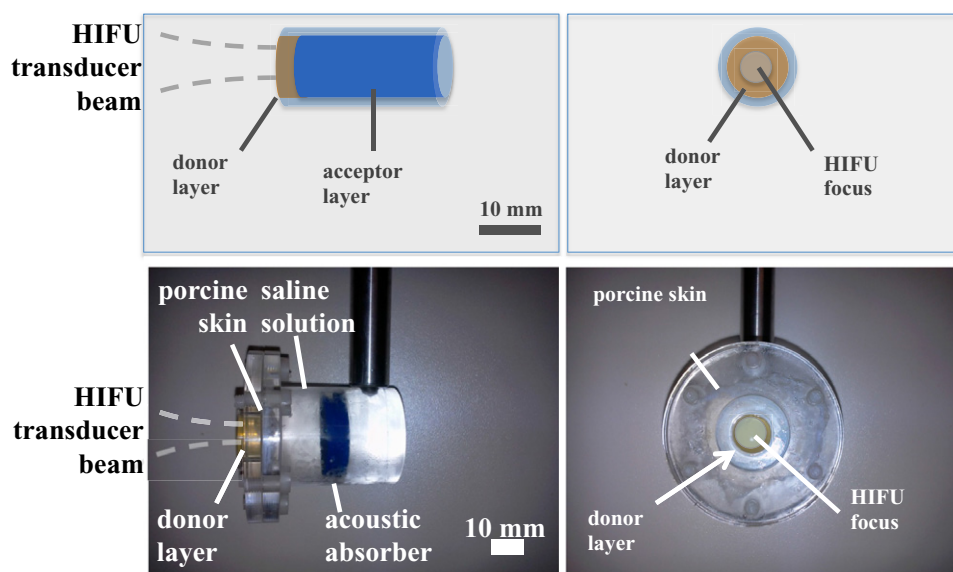 HIFU
transducer
beam
donor
layer
acceptor
layer
10 mm
donor
layer
HIFU
focus
porcine saline
skin solution
HIFU
transducer
beam
donor
layer
acoustic
absorber
10 mm
porcine skin
donor
layer
HIFU
focus